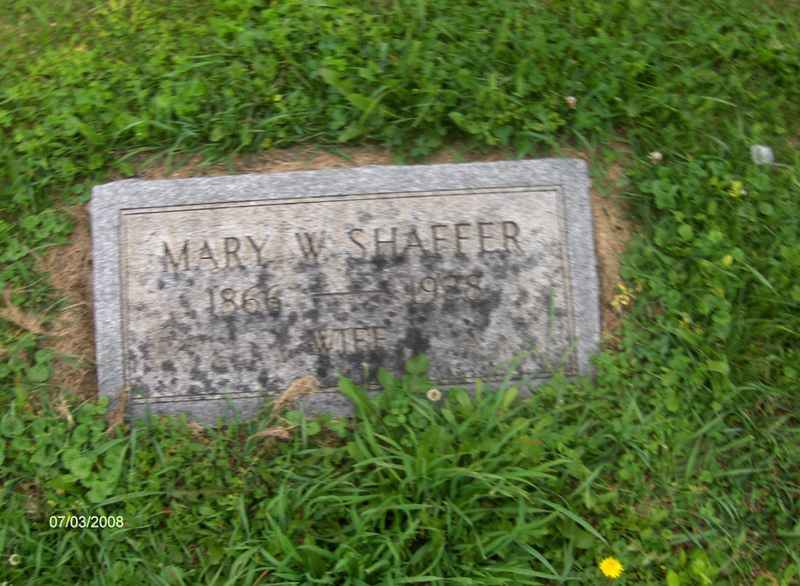 MARY W. SHAFFER
1866 — 1938
WIFE
07/03/2008